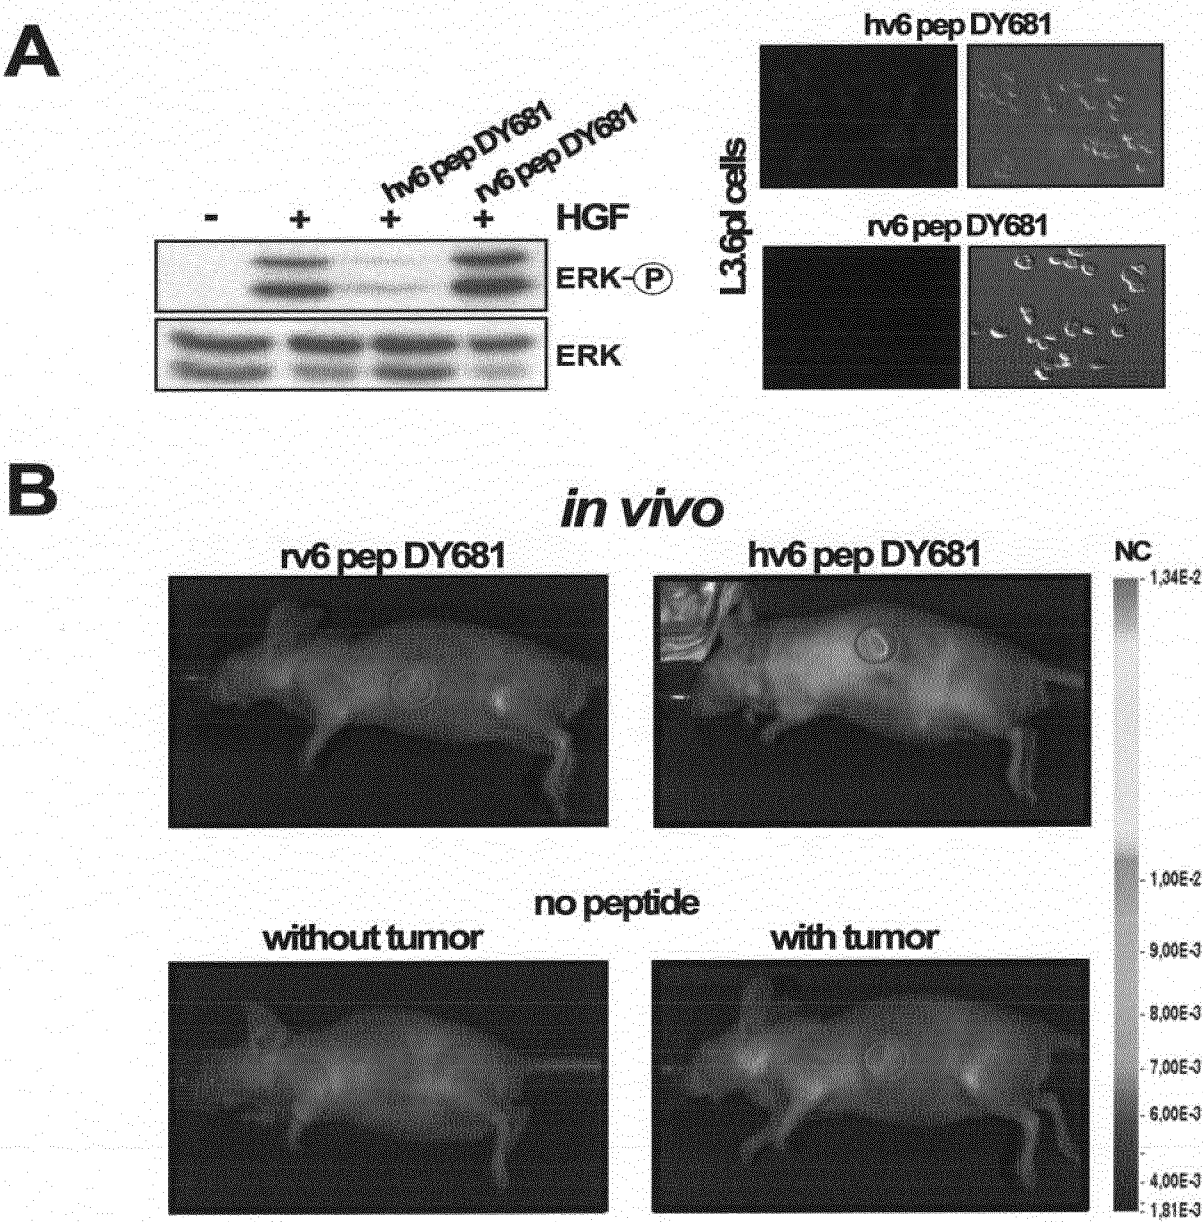 A
hv6 pep DY681
hv6 pep DY681
rv6 pep DY681
- + + + HGF
ERK-P
ERK
L3.6pl cells
rv6 pep DY681
B
in vivo
rv6 pep DY681
hv6 pep DY681
NC
1,34E-2
1,00E-2
9,00E-3
8,00E-3
7,00E-3
6,00E-3
4,00E-3
1,81E-3
no peptide
without tumor
with tumor